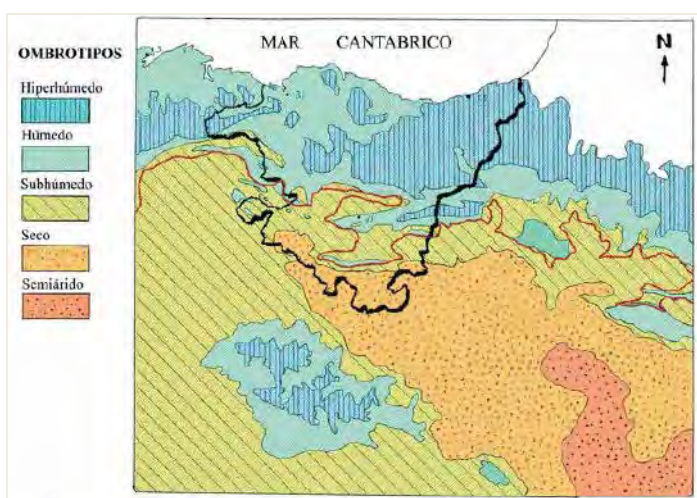 MAR CANTABRICO
N
OMBROTIPOS
Hiperhúmedo
Húmedo
Subhúmedo
Seco
Semiárido